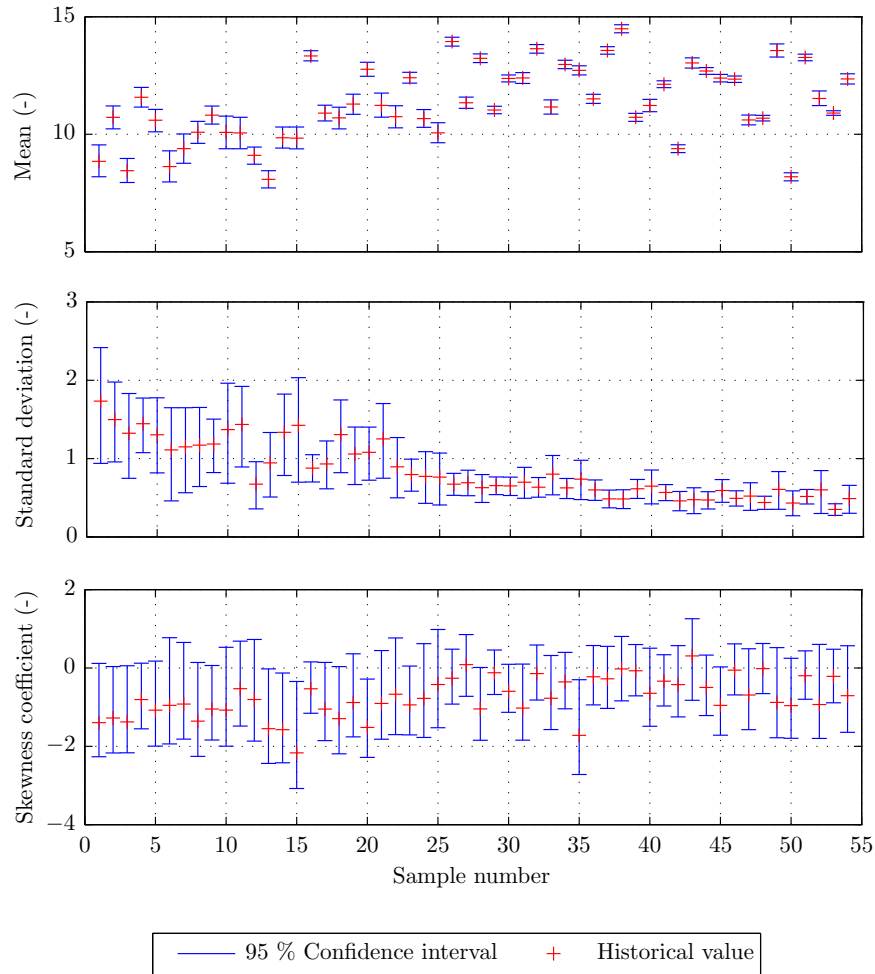 Mean (-)
15
10
5
Standard deviation (-)
3
2
1
0
Skewness coefficient (-)
2
0
−2
−4
0 5 10 15 20 25 30 35 40 45 50 55
Sample number
95 % Confidence interval
Historical value